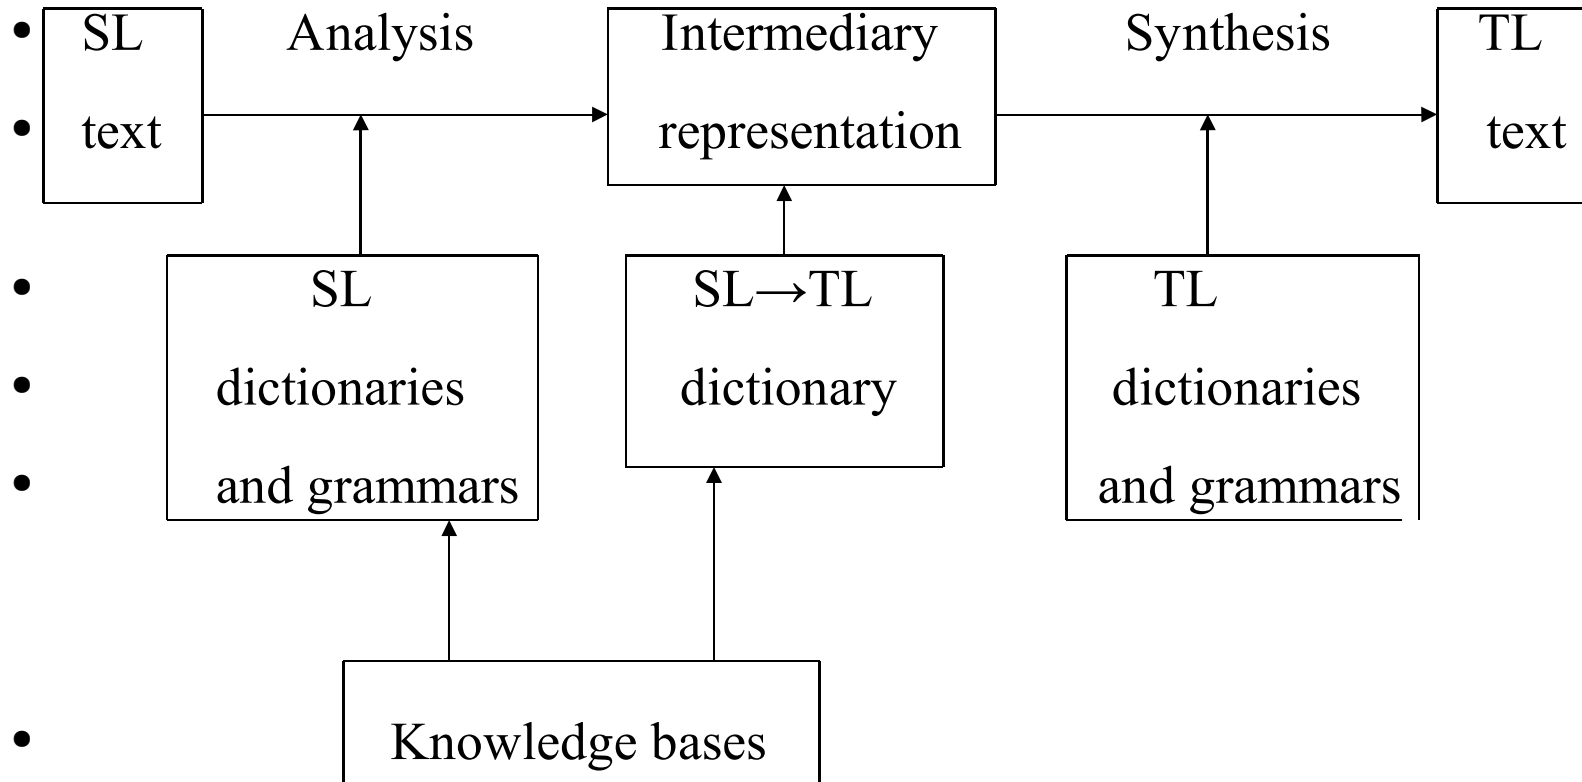 • SL Analysis Intermediary Synthesis TL
• text representation text
• SL SL→TL TL
• dictionaries dictionary dictionaries
• and grammars and grammars
• Knowledge bases